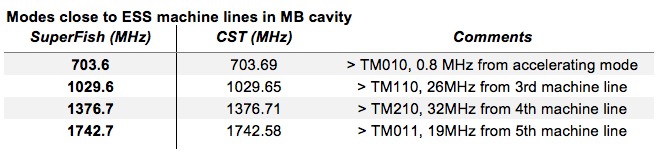 Modes close to ESS machine lines in MB cavity
SuperFish (MHz) CST (MHz) Comments
703.6 703.69 > TM010, 0.8 MHz from accelerating mode
1029.6 1029.65 > TM110, 26MHz from 3rd machine line
1376.7 1376.71 > TM210, 32MHz from 4th machine line
1742.7 1742.58 > TM011, 19MHz from 5th machine line